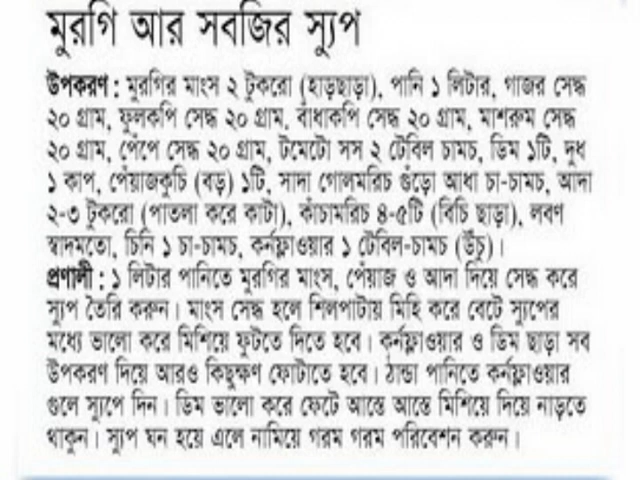 মুরগি আর সবজির স্যুপ
উপকরণ : মুরগির মাংস ২ টুকরো (হাড়ছাড়া), পানি ১ লিটার, গাজর সেদ্ধ
২০ গ্রাম, ফুলকপি সেদ্ধ ২০ গ্রাম, বাঁধাকপি সেদ্ধ ২০ গ্রাম, মাশরুম সেদ্ধ
২০ গ্রাম, পেঁপে সেদ্ধ ২০ গ্রাম, টমেটো সস ২ টেবিল চামচ, ডিম ১টি, দুধ
১ কাপ, পেঁয়াজকুচি (বড়) ১টি, সাদা গোলমরিচ গুঁড়ো আধা চা-চামচ, আদা
২-৩ টুকরো (পাতলা করে কাটা), কাঁচামরিচ ৪-৫টি (বিচি ছাড়া), লবণ
স্বাদমতো, চিনি ১ চা-চামচ, কর্নফ্লাওয়ার ১ টেবিল-চামচ (উঁচু)।
প্রণালী : ১ লিটার পানিতে মুরগির মাংস, পেঁয়াজ ও আদা দিয়ে সেদ্ধ করে
স্যুপ তৈরি করুন। মাংস সেদ্ধ হলে শিলপাটায় মিহি করে বেটে স্যুপের
মধ্যে ভালো করে মিশিয়ে ফুটতে দিতে হবে। কর্নফ্লাওয়ার ও ডিম ছাড়া সব
উপকরণ দিয়ে আরও কিছুক্ষণ ফোটাতে হবে। ঠান্ডা পানিতে কর্নফ্লাওয়ার
গুলে স্যুপে দিন। ডিম ভালো করে ফেটে আস্তে আস্তে মিশিয়ে দিয়ে নাড়তে
থাকুন। স্যুপ ঘন হয়ে এলে নামিয়ে গরম গরম পরিবেশন করুন।